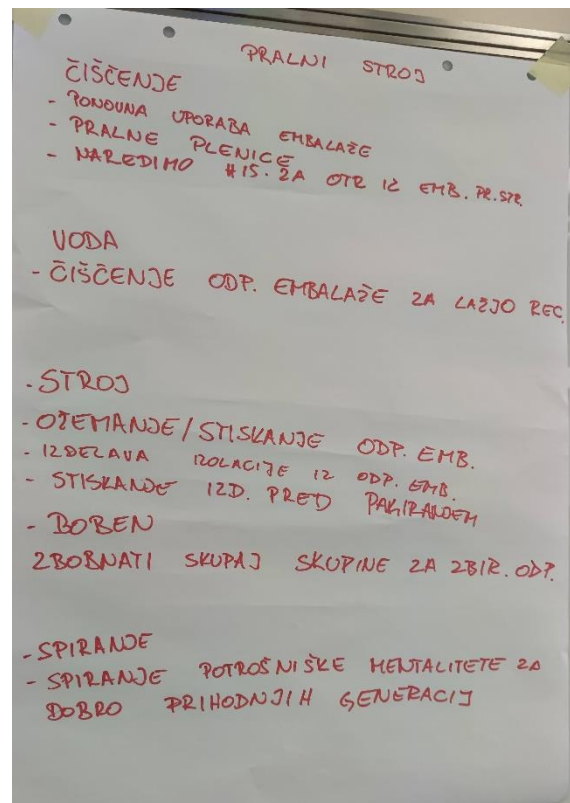 PRALNI STROJ
ČIŠČENJE
- PONOVNA UPORABA EMBALAŽE
- PRALNE PLENICE
- NAREDIMO HIŠ. ZA OTR IZ EMB. PR. STR.
VODA
- ČIŠČENJE ODP. EMBALAŽE ZA LAŽJO REC.
- STROJ
- OŽEMANJE/STISKANJE ODP. EMB.
- IZDELAVA IZOLACIJE IZ ODP. EMB.
- STISKANJE IZD. PRED PAKIRANJEM
- BOBEN
ZBOBNATI SKUPAJ SKUPINE ZA ZBIR. ODP.
- SPIRANJE
- SPIRANJE POTROŠNIŠKE MENTALITETE ZA
DOBRO PRIHODNJIH GENERACIJ